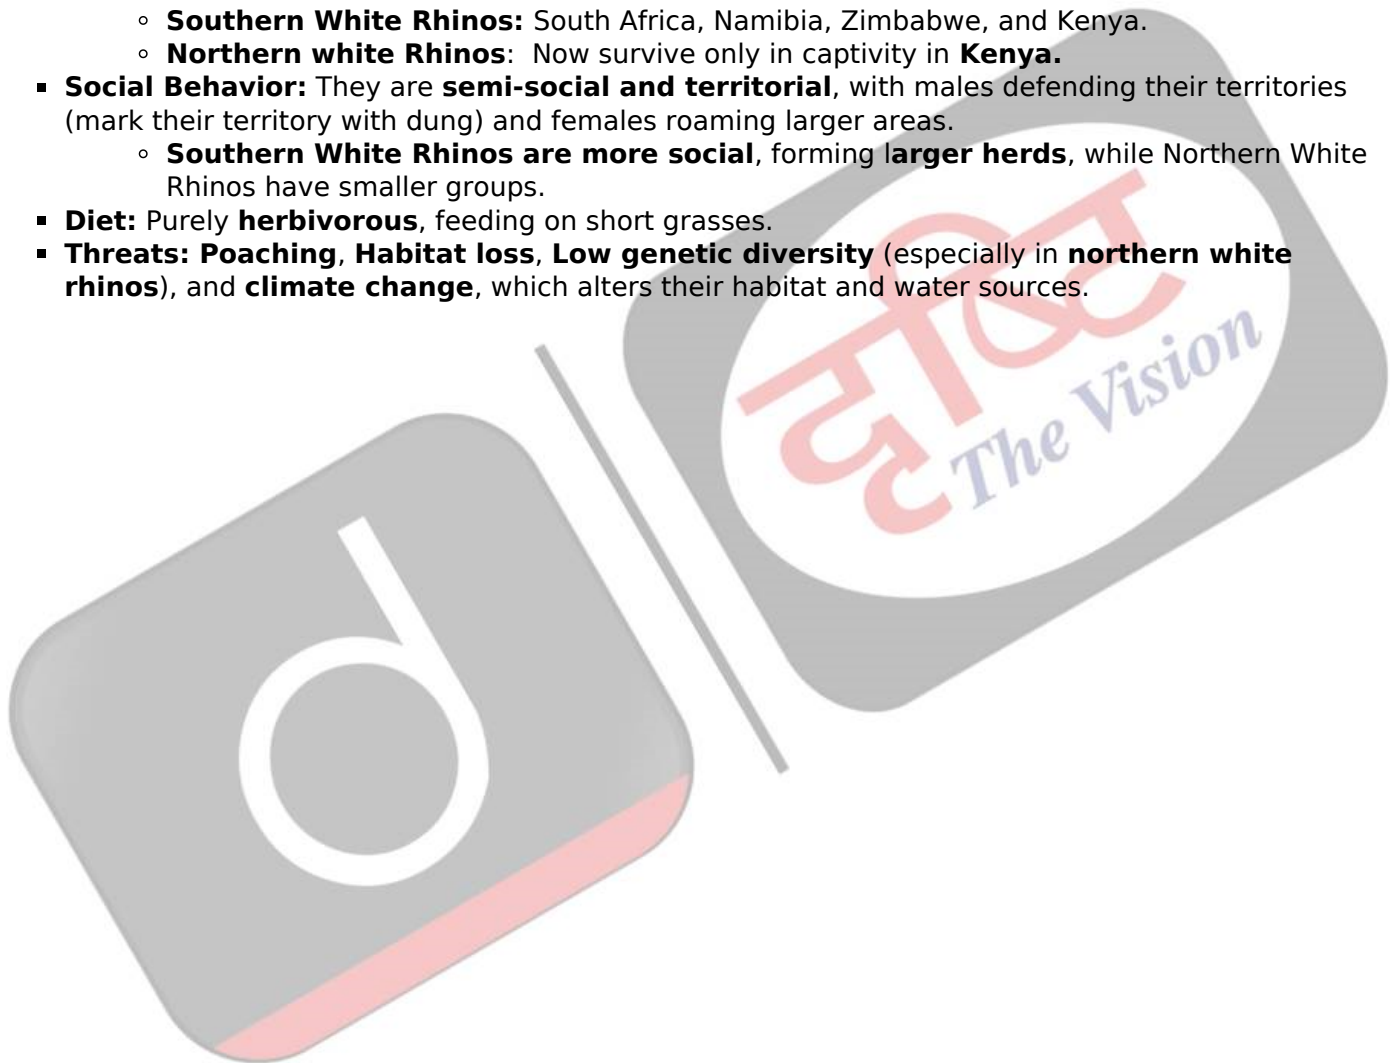 ◦ Southern White Rhinos: South Africa, Namibia, Zimbabwe, and Kenya.
◦ Northern white Rhinos:  Now survive only in captivity in Kenya.
▪ Social Behavior: They are semi-social and territorial, with males defending their territories
(mark their territory with dung) and females roaming larger areas.
◦ Southern White Rhinos are more social, forming larger herds, while Northern White
Rhinos have smaller groups.
▪ Diet: Purely herbivorous, feeding on short grasses.
▪ Threats: Poaching, Habitat loss, Low genetic diversity (especially in northern white
rhinos), and climate change, which alters their habitat and water sources.
दृष्टि
The Vision
d